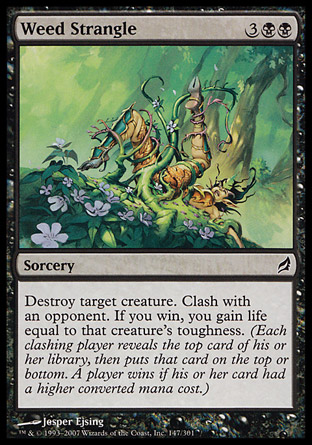 Weed Strangle 3
Sorcery
Destroy target creature. Clash with
an opponent. If you win, you gain life
equal to that creature's toughness. (Each
clashing player reveals the top card of his
or her library, then puts that card on the top or
bottom. A player wins if his or her card had
a higher converted mana cost.)
Jesper Ejsing
™ & © 1993–2007 Wizards of the Coast, Inc. 147/301